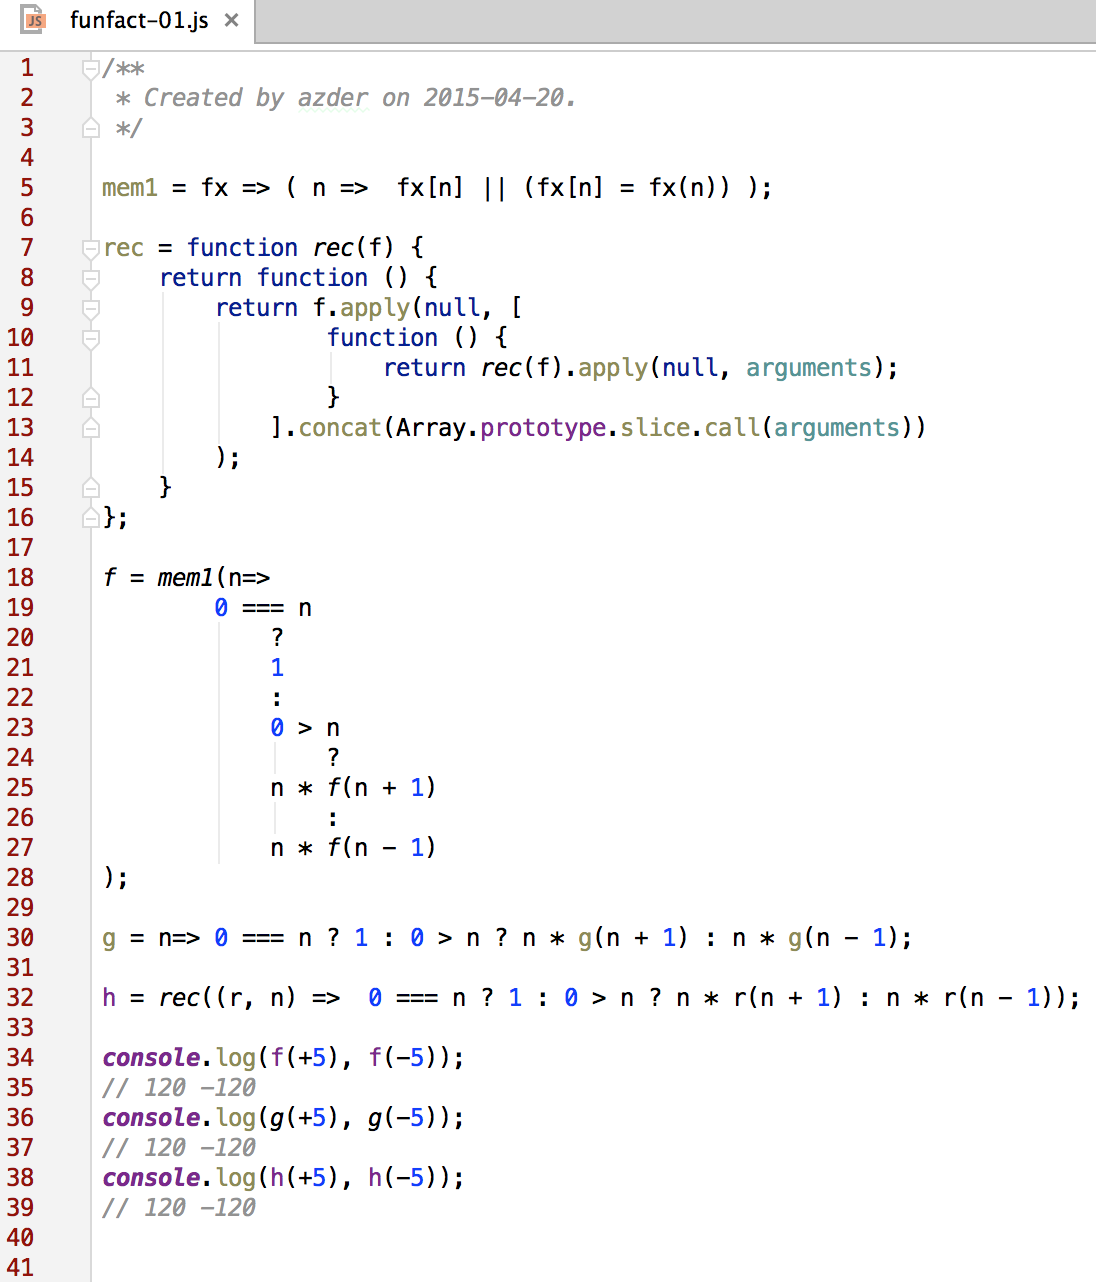 JS funfact-01.js ×
1 /**
2  * Created by azder on 2015-04-20.
3  */
4
5 mem1 = fx => ( n =>  fx[n] || (fx[n] = fx(n)) );
6
7 rec = function rec(f) {
8     return function () {
9         return f.apply(null, [
10                 function () {
11                     return rec(f).apply(null, arguments);
12                 }
13             ].concat(Array.prototype.slice.call(arguments))
14         );
15     }
16 };
17
18 f = mem1(n=>
19         0 === n
20             ?
21             1
22             :
23             0 > n
24                 ?
25             n * f(n + 1)
26                 :
27             n * f(n - 1)
28 );
29
30 g = n=> 0 === n ? 1 : 0 > n ? n * g(n + 1) : n * g(n - 1);
31
32 h = rec((r, n) =>  0 === n ? 1 : 0 > n ? n * r(n + 1) : n * r(n - 1));
33
34 console.log(f(+5), f(-5));
35 // 120 -120
36 console.log(g(+5), g(-5));
37 // 120 -120
38 console.log(h(+5), h(-5));
39 // 120 -120
40
41